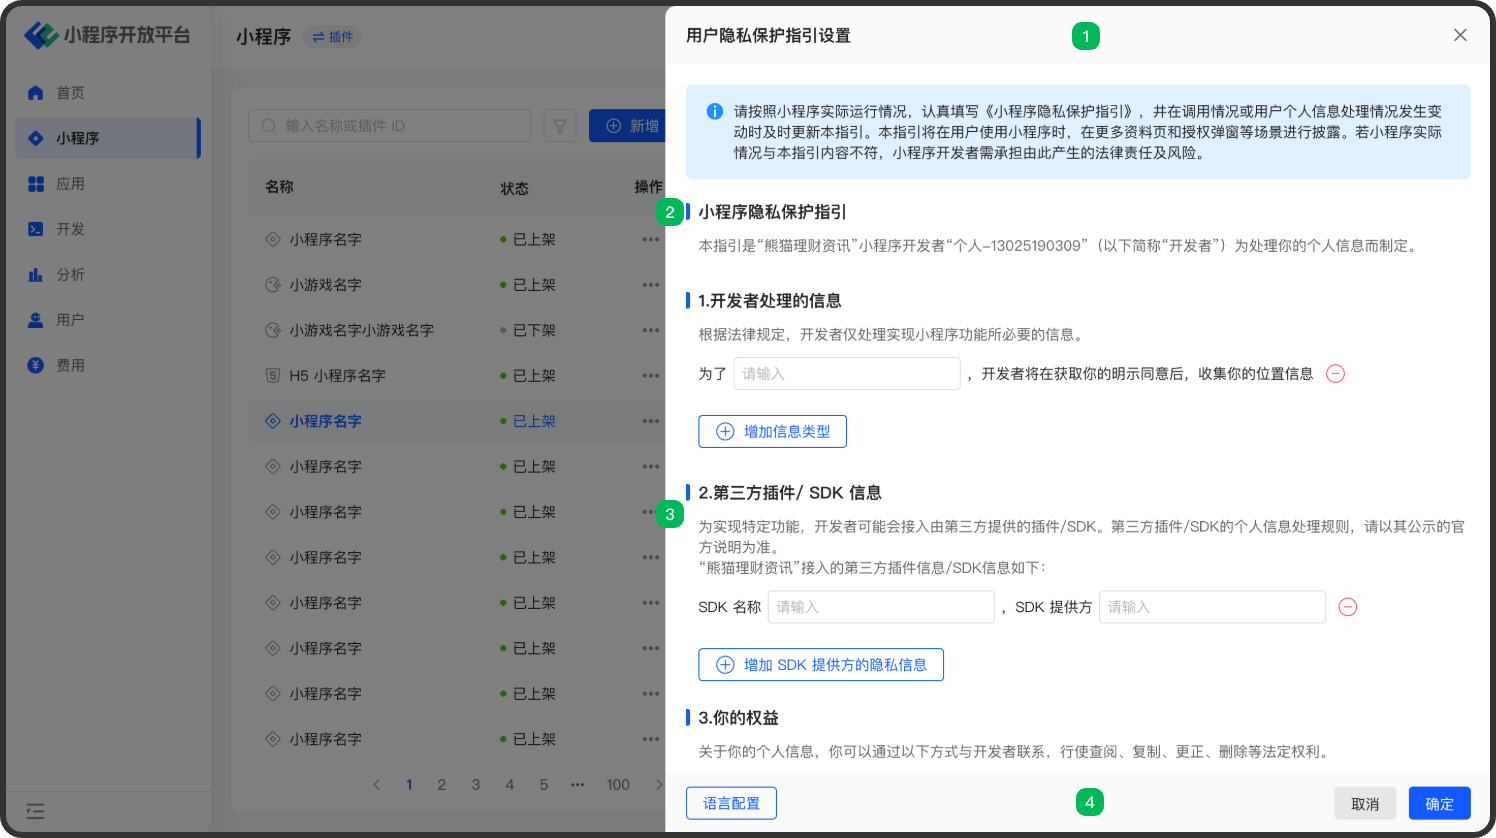 小程序开放平台
首页
小程序
应用
开发
分析
用户
费用
小程序
插件
输入名称或插件 ID
新增
名称 状态 操作
小程序名字 已上架
小游戏名字 已上架
小游戏名字小游戏名字 已下架
H5 小程序名字 已上架
小程序名字 已上架
小程序名字 已上架
小程序名字 已上架
小程序名字 已上架
小程序名字 已上架
小程序名字 已上架
小程序名字 已上架
小程序名字 已上架
1 2 3 4 5 ••• 100
用户隐私保护指引设置
1
请按照小程序实际运行情况，认真填写《小程序隐私保护指引》，并在调用情况或用户个人信息处理情况发生变
动时及时更新本指引。本指引将在用户使用小程序时，在更多资料页和授权弹窗等场景进行披露。若小程序实际
情况与本指引内容不符，小程序开发者需承担由此产生的法律责任及风险。
2
小程序隐私保护指引
本指引是“熊猫理财资讯”小程序开发者“个人-13025190309”（以下简称“开发者”）为处理你的个人信息而制定。
1.开发者处理的信息
根据法律规定，开发者仅处理实现小程序功能所必要的信息。
为了 请输入 ，开发者将在获取你的明示同意后，收集你的位置信息
增加信息类型
2.第三方插件/ SDK 信息
3
为实现特定功能，开发者可能会接入由第三方提供的插件/SDK。第三方插件/SDK的个人信息处理规则，请以其公示的官
方说明为准。
“熊猫理财资讯”接入的第三方插件信息/SDK信息如下：
SDK 名称 请输入 ，SDK 提供方 请输入
增加 SDK 提供方的隐私信息
3.你的权益
关于你的个人信息，你可以通过以下方式与开发者联系，行使查阅、复制、更正、删除等法定权利。
语言配置
4
取消
确定